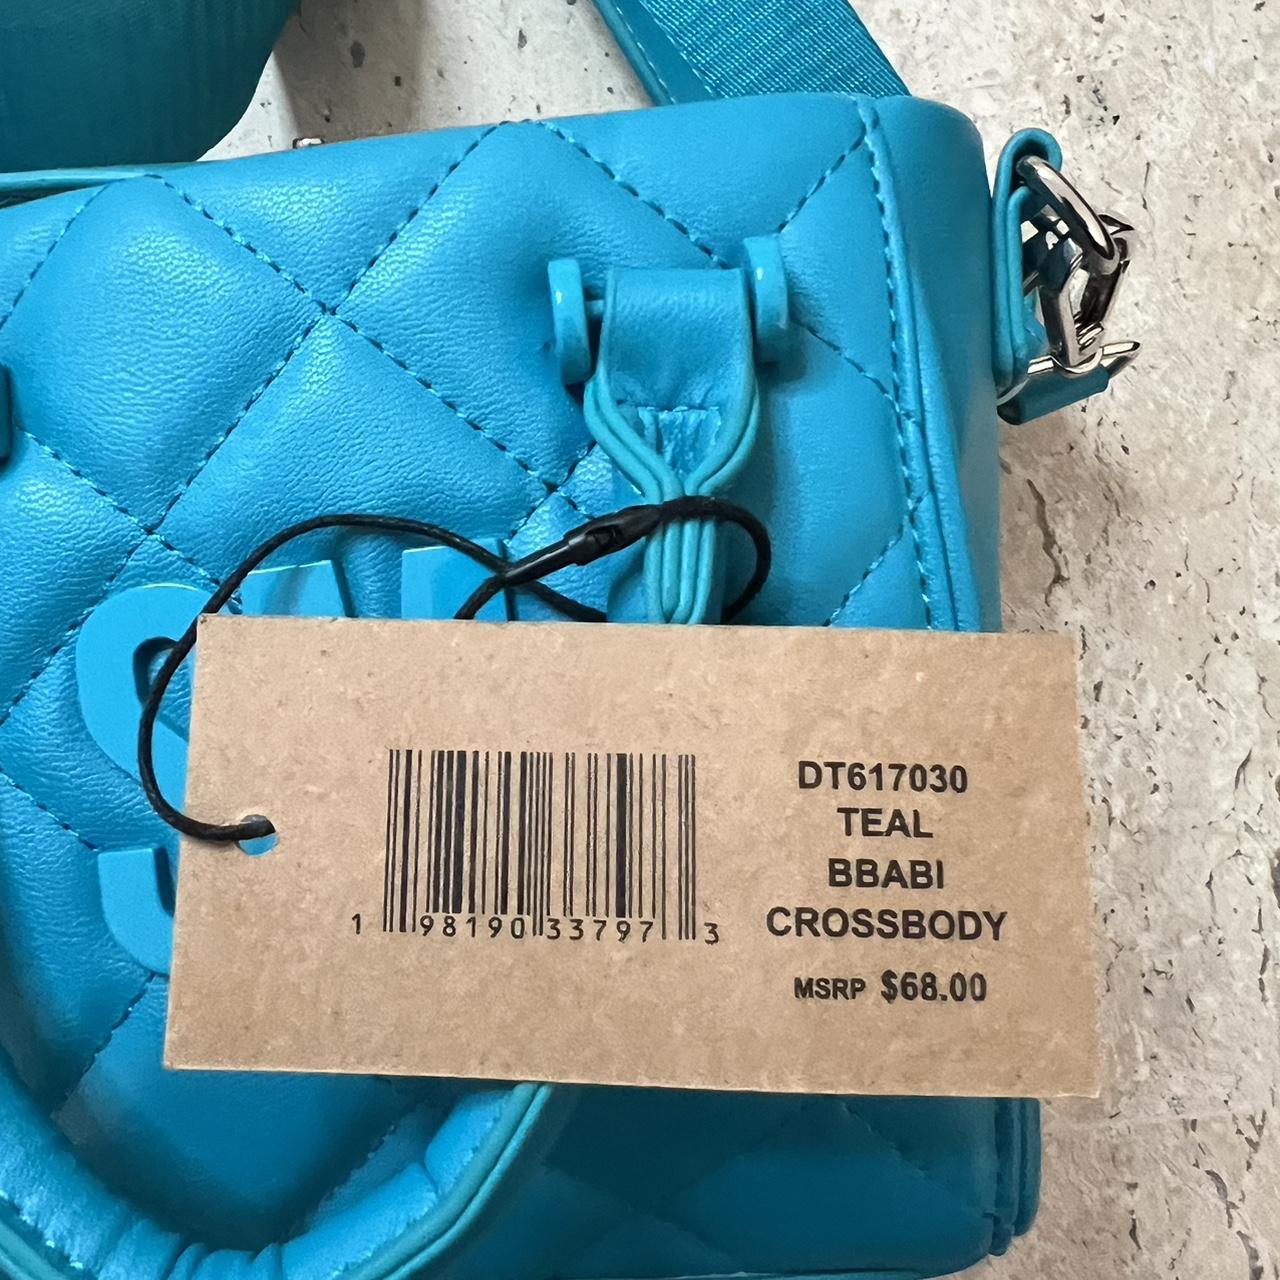 DT617030
TEAL
BBABI
CROSSBODY
MSRP $68.00
1 98190 33797 3